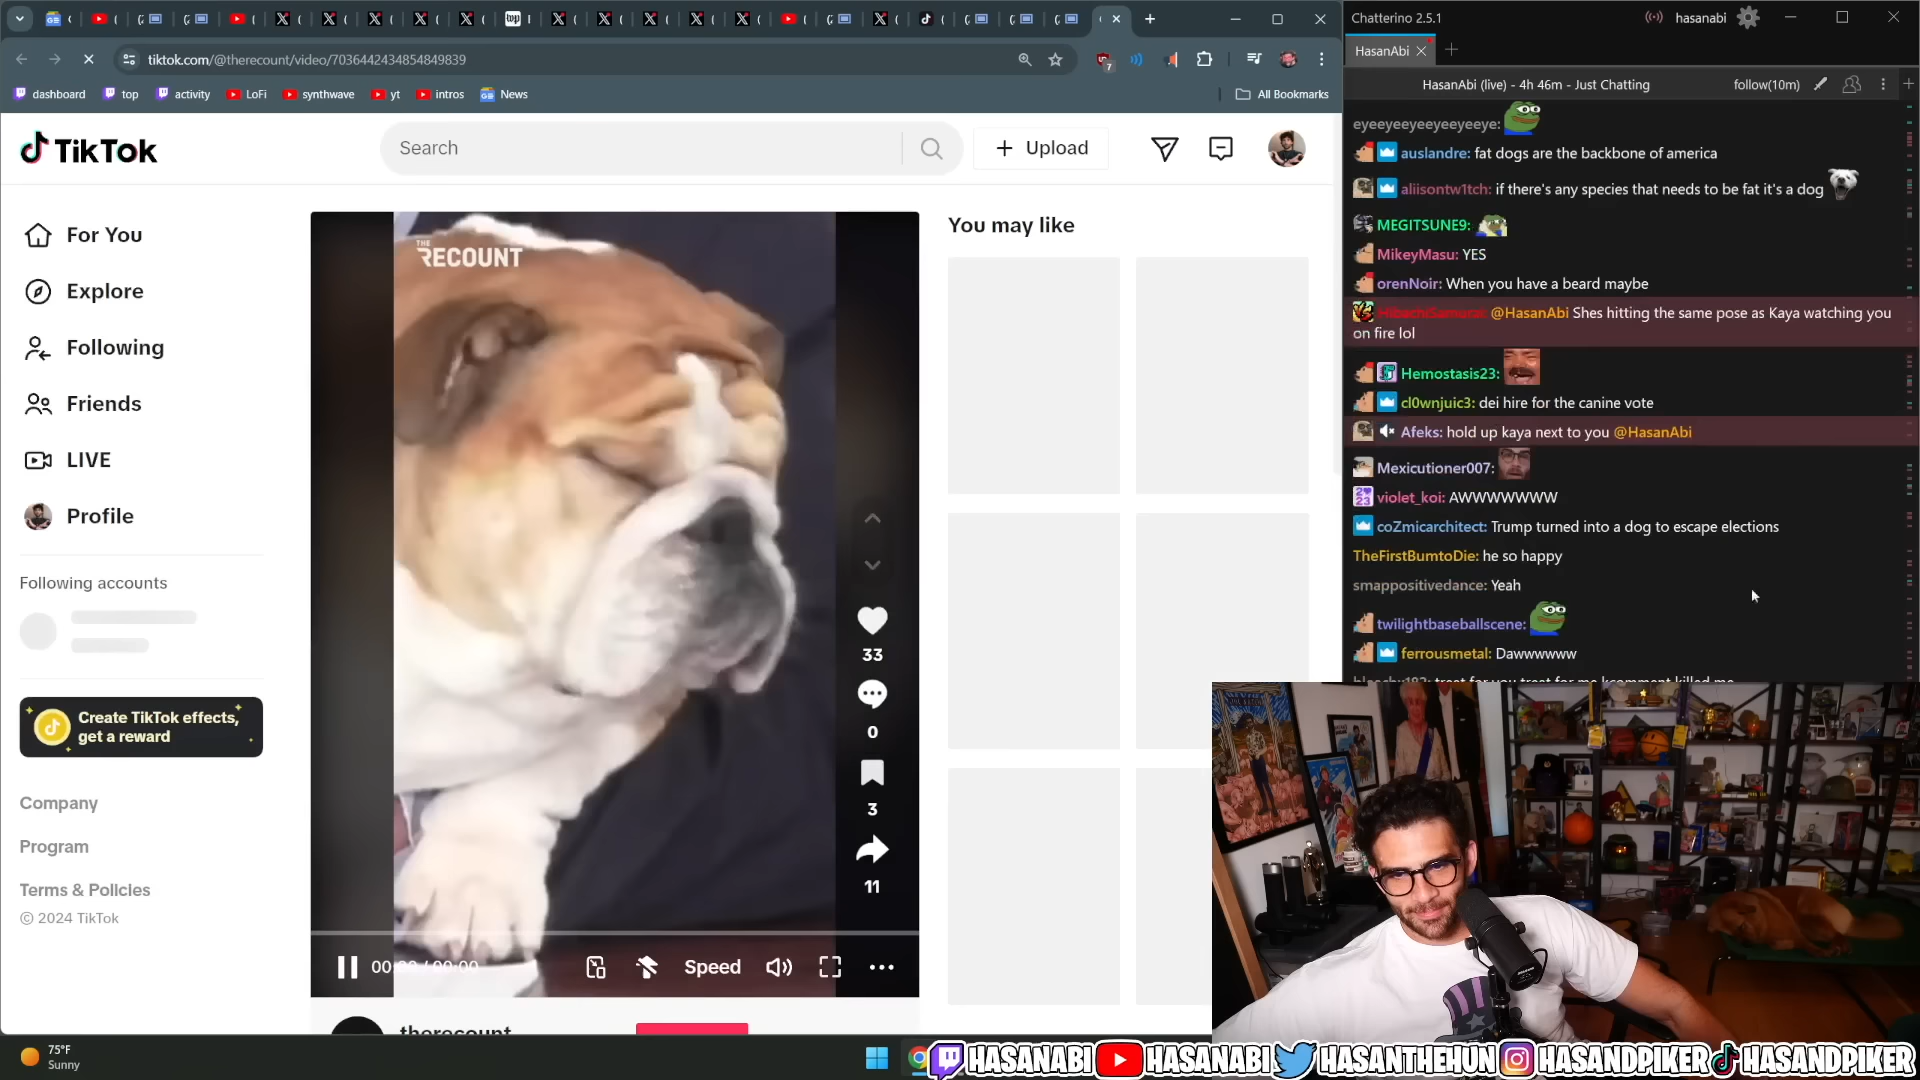 Chatterino 2.5.1
hasanabi
tiktok.com/@therecount/video/7036442434854849839
7
HasanAbi
dashboard
top
activity
LoFi
synthwave
yt
intros
News
All Bookmarks
HasanAbi (live) - 4h 46m - Just Chatting
follow(10m)
TikTok
Search
Upload
For You
Explore
Following
Friends
LIVE
Profile
Following accounts
Create TikTok effects,
get a reward
Company
Program
Terms & Policies
© 2024 TikTok
THE
RECOUNT
33
0
3
11
Speed
therecount
You may like
eyeeyeeyeeyeeyeeye:
auslandre: fat dogs are the backbone of america
aliisontw1tch: if there's any species that needs to be fat it's a dog
MEGITSUNE9:
MikeyMasu: YES
orenNoir: When you have a beard maybe
HibachiSamurai: @HasanAbi Shes hitting the same pose as Kaya watching you
on fire lol
Hemostasis23:
cl0wnjuic3: dei hire for the canine vote
Afeks: hold up kaya next to you @HasanAbi
Mexicutioner007:
violet_koi: AWWWWWWW
coZmicarchitect: Trump turned into a dog to escape elections
TheFirstBumtoDie: he so happy
smappositivedance: Yeah
twilightbaseballscene:
ferrousmetal: Dawwwwww
75°F
Sunny
HASANABI
HASANABI
HASANTHEHUN
HASANDPIKER
HASANDPIKER